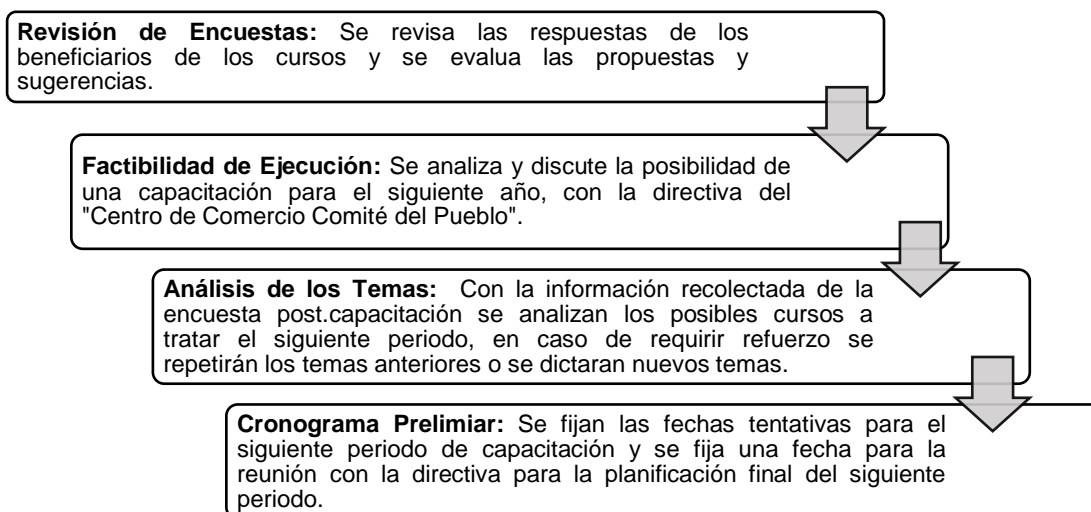 Revisión de Encuestas: Se revisa las respuestas de los
beneficiarios de los cursos y se evalua las propuestas y
sugerencias.
Factibilidad de Ejecución: Se analiza y discute la posibilidad de
una capacitación para el siguiente año, con la directiva del
"Centro de Comercio Comité del Pueblo".
Análisis de los Temas: Con la información recolectada de la
encuesta post.capacitación se analizan los posibles cursos a
tratar el siguiente periodo, en caso de requirir refuerzo se
repetirán los temas anteriores o se dictaran nuevos temas.
Cronograma Prelimiar: Se fijan las fechas tentativas para el
siguiente periodo de capacitación y se fija una fecha para la
reunión con la directiva para la planificación final del siguiente
periodo.